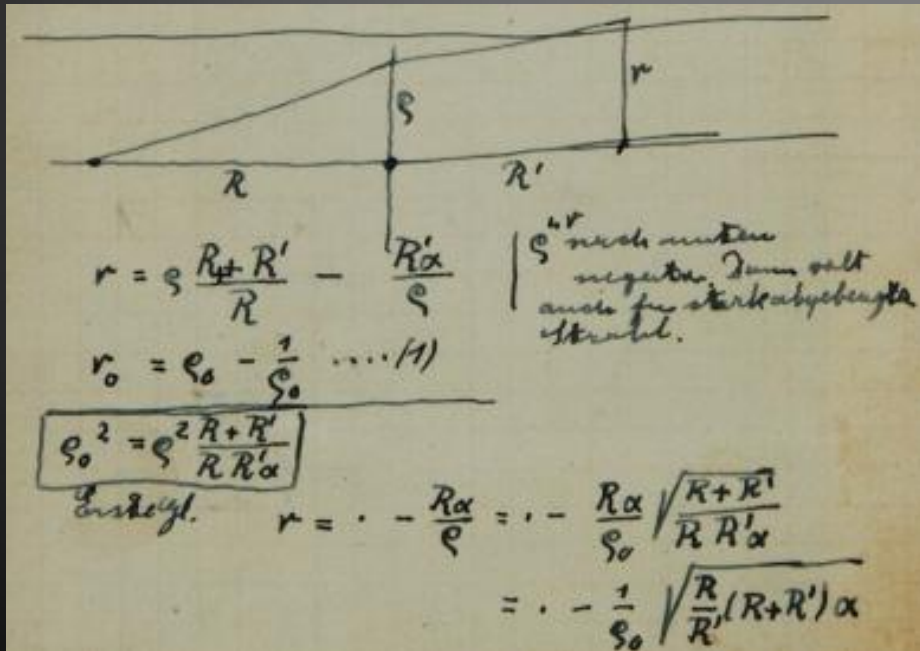 ρ
r
R
R'
r = ρ (R + R')/R - R'α/ρ
ρ, r nach unten
negativ. Dann gilt
auch für stark abgebeugten
Strahl.
r₀ = ρ₀ - 1/ρ₀ .... (1)
ρ₀² = ρ² (R + R')/(R R'α)
r = · - Rα/ρ = · - Rα/ρ₀ √((R + R')/(R R'α))
= · - 1/ρ₀ √(R/R' (R + R') α)